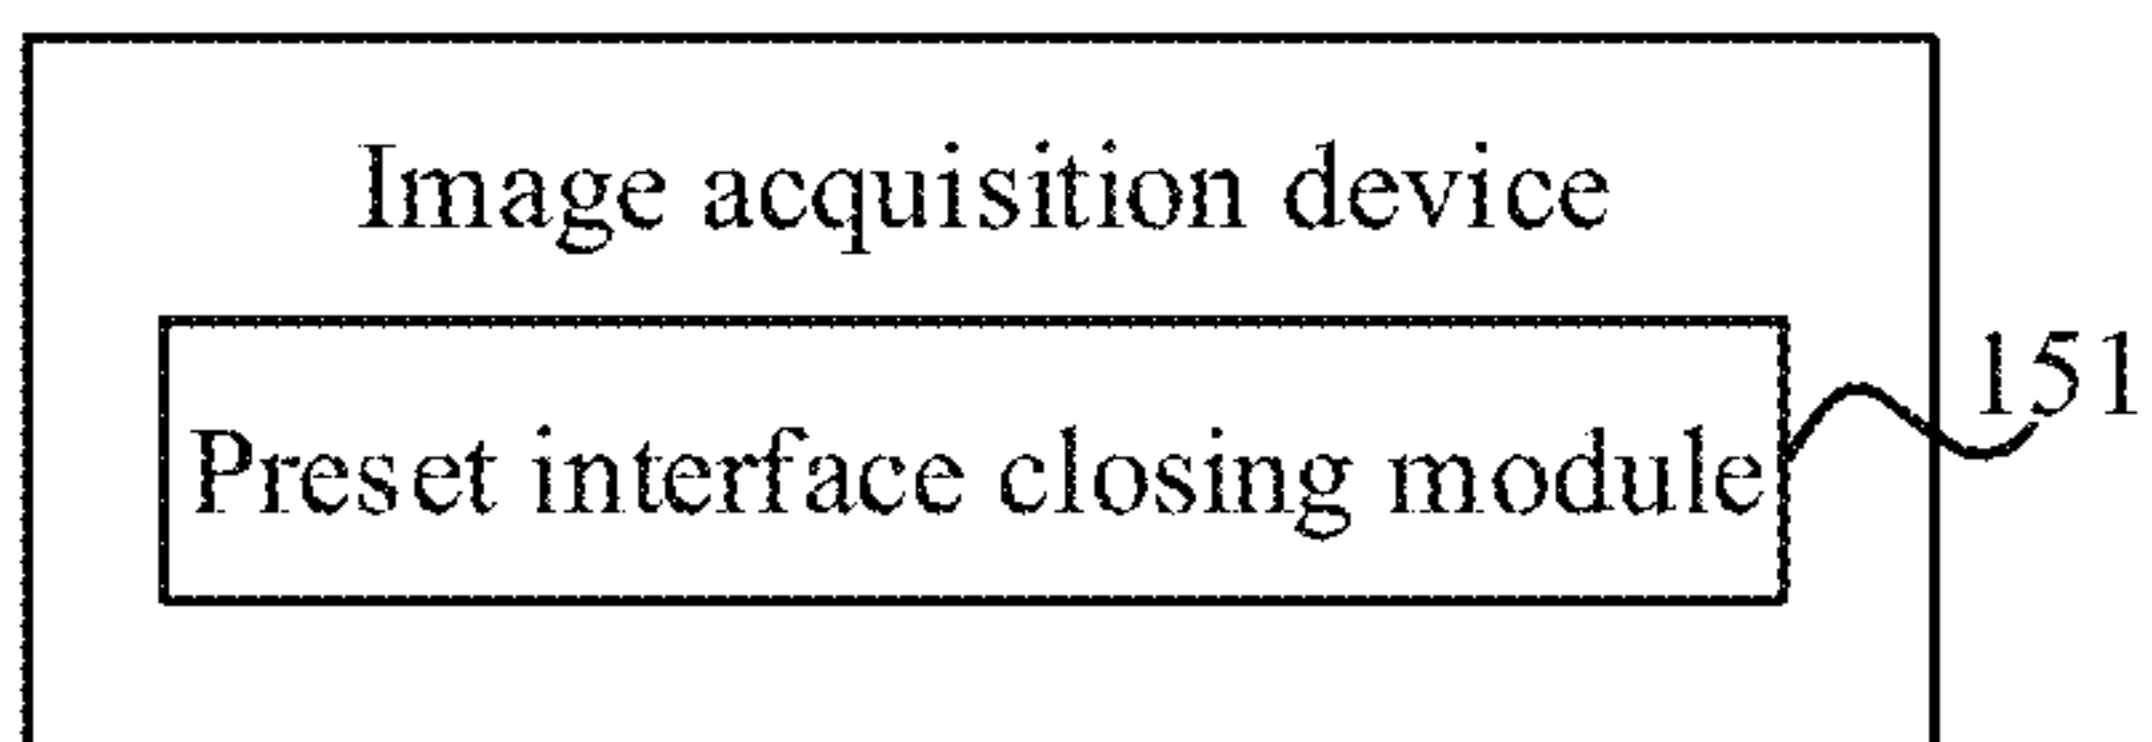 Image acquisition device
151
Preset interface closing module